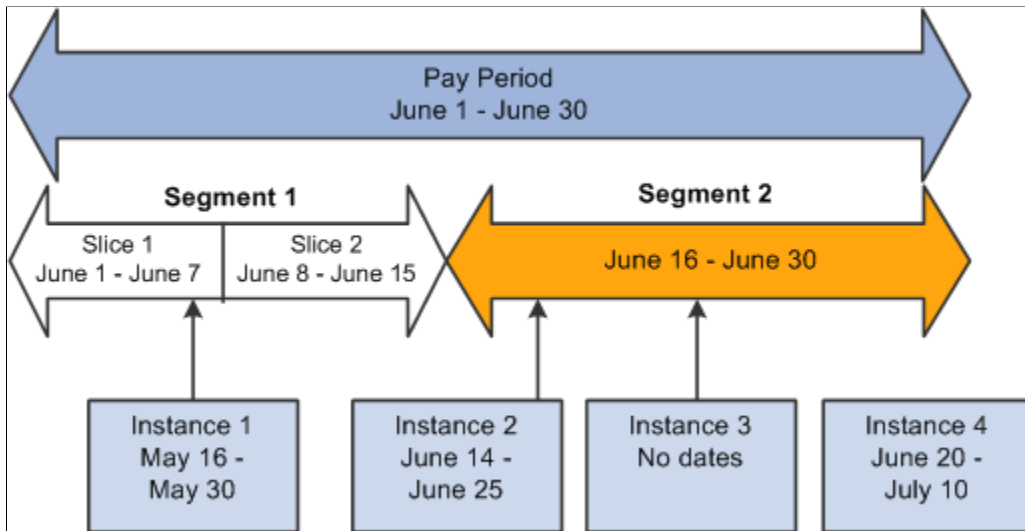 Pay Period
June 1 - June 30
Segment 1
Segment 2
Slice 1
June 1 - June 7
Slice 2
June 8 - June 15
June 16 - June 30
Instance 1
May 16 -
May 30
Instance 2
June 14 -
June 25
Instance 3
No dates
Instance 4
June 20 -
July 10